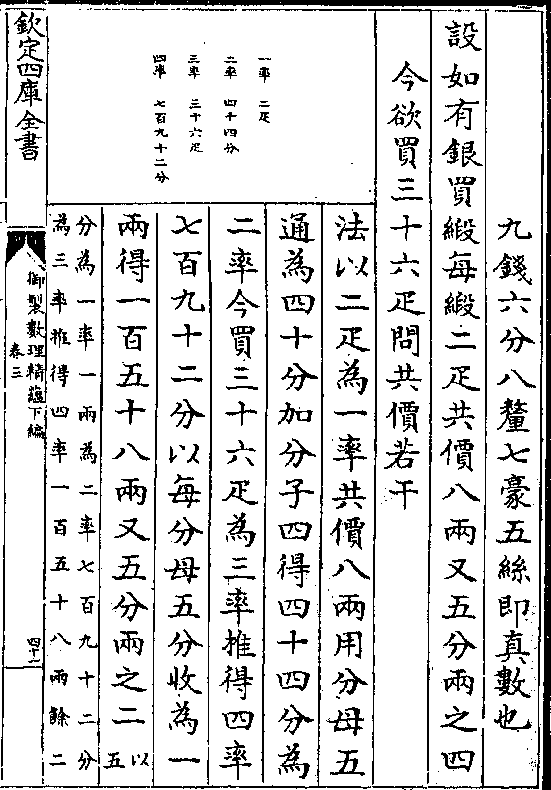 九錢六分八釐七豪五絲即真數也
設如有銀買緞每緞二疋共價八兩又五分兩之四
今欲買三十六疋問共價若干
一率　二疋
二率　四十四分
三率　三十六疋
四率　七百九十二分
法以二疋為一率共價八兩用分母五
通為四十分加分子四得四十四分為
二率今買三十六疋為三率推得四率
七百九十二分以每分母五分收為一
兩得一百五十八兩又五分兩之二以五
分為一率一兩為二率七百九十二分
為三率推得四率一百五十八兩餘二
欽定四庫全書
御製數理精蘊下編
卷三
四十一